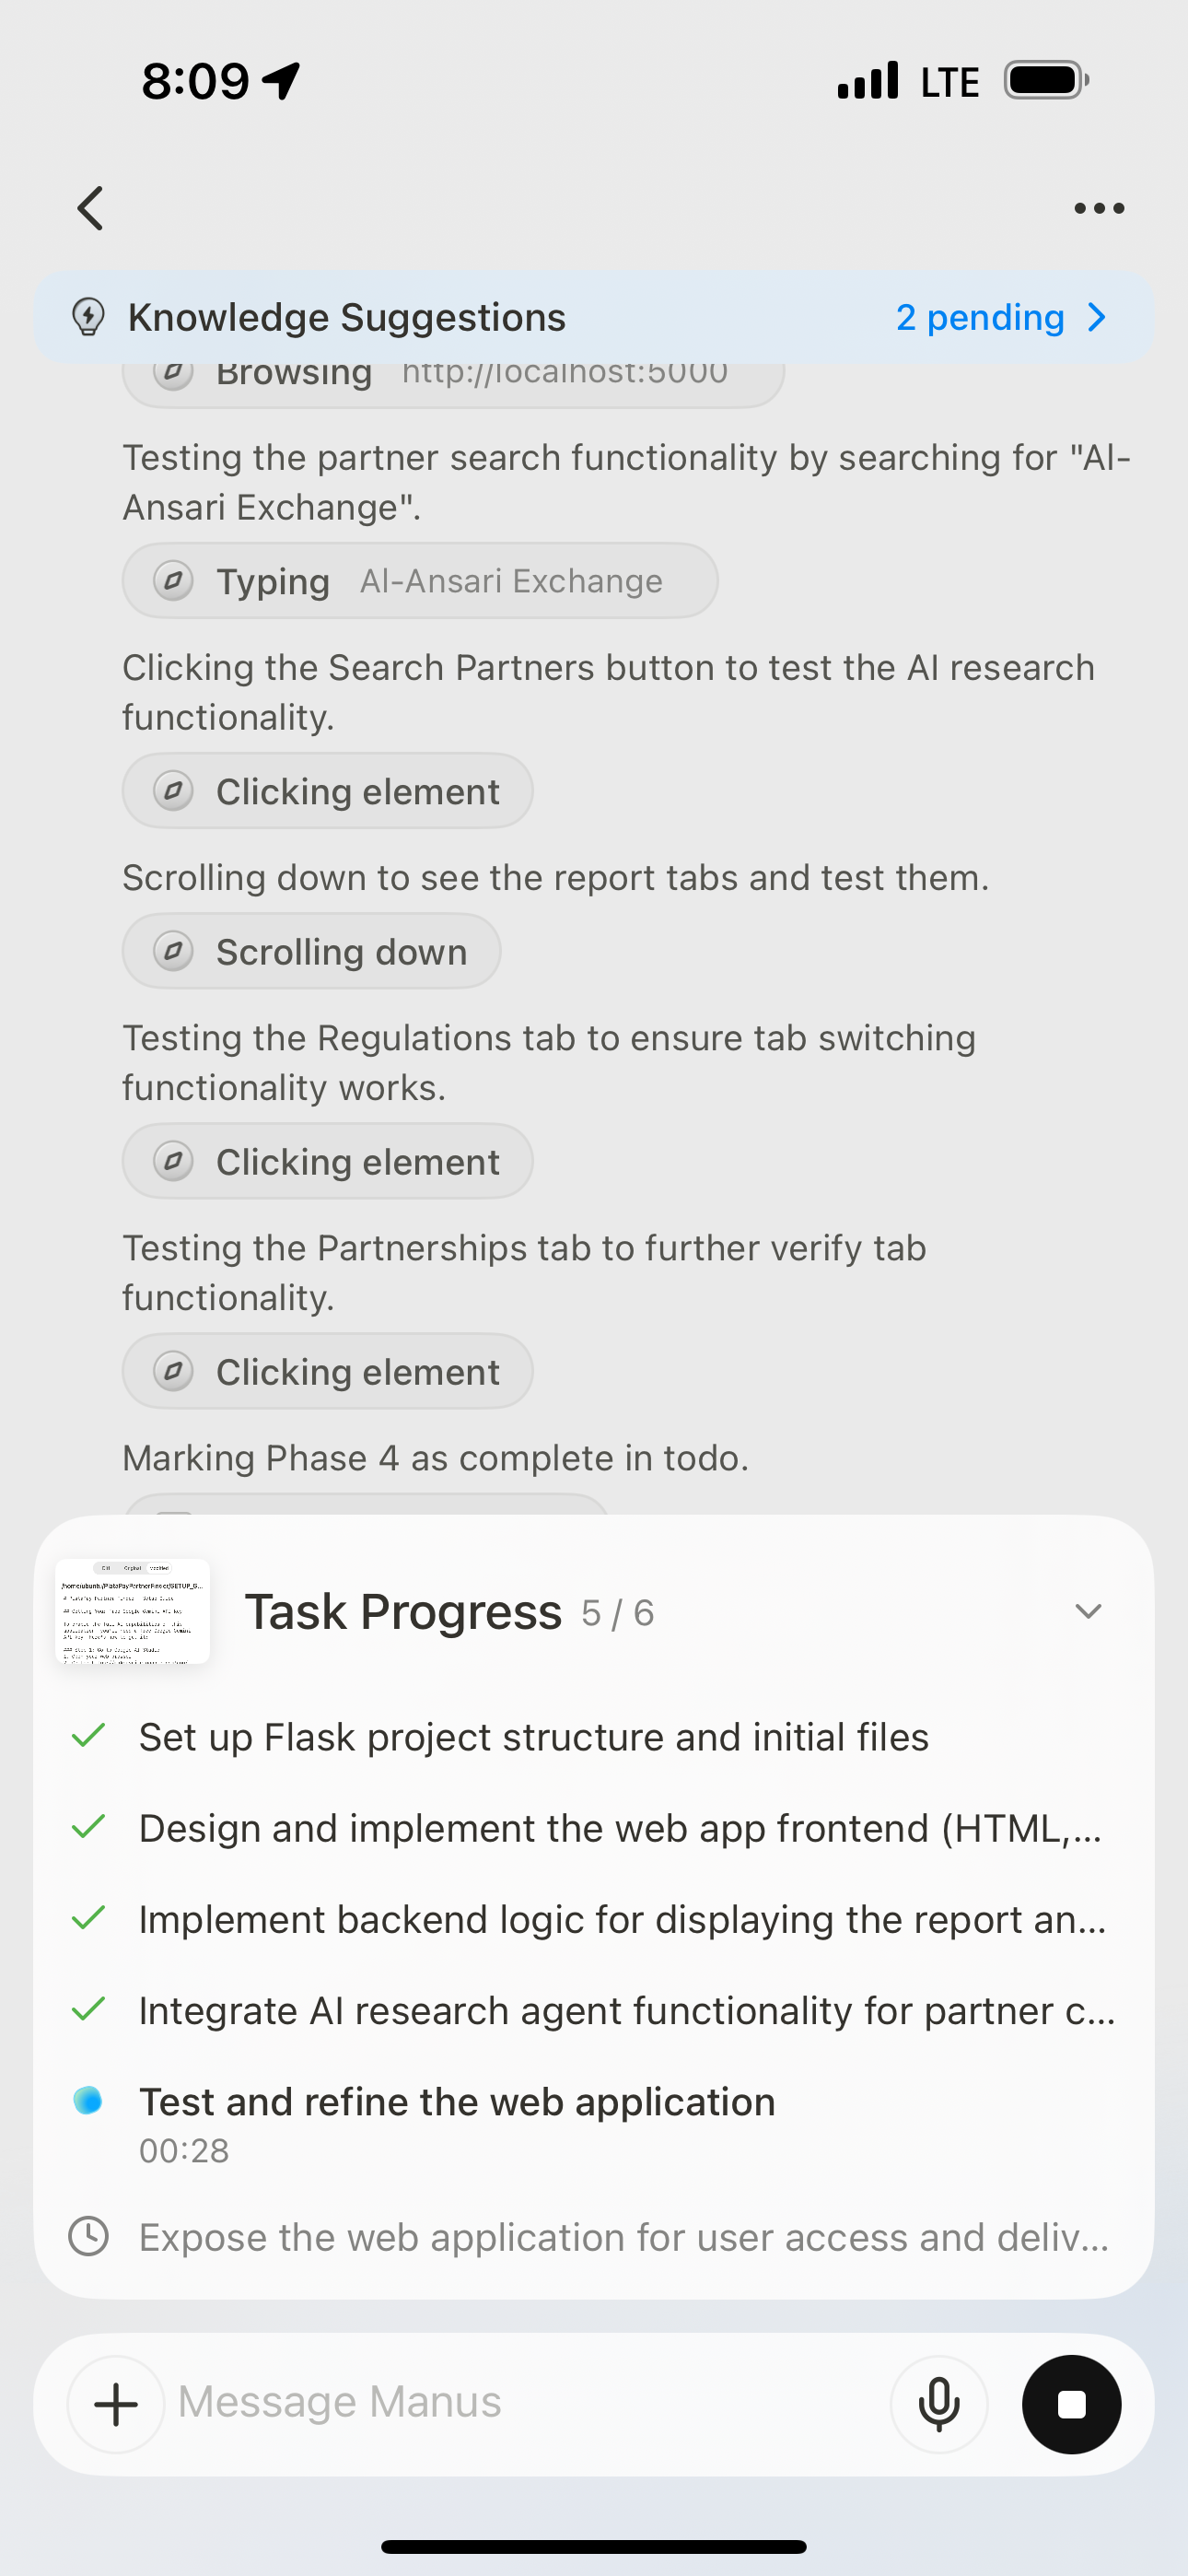 8:09
LTE
Knowledge Suggestions 2 pending
Browsing http://localhost:5000
Testing the partner search functionality by searching for "Al-
Ansari Exchange".
Typing Al-Ansari Exchange
Clicking the Search Partners button to test the AI research
functionality.
Clicking element
Scrolling down to see the report tabs and test them.
Scrolling down
Testing the Regulations tab to ensure tab switching
functionality works.
Clicking element
Testing the Partnerships tab to further verify tab
functionality.
Clicking element
Marking Phase 4 as complete in todo.
Task Progress 5 / 6
Set up Flask project structure and initial files
Design and implement the web app frontend (HTML,...
Implement backend logic for displaying the report an...
Integrate AI research agent functionality for partner c...
Test and refine the web application
00:28
Expose the web application for user access and deliv...
Message Manus